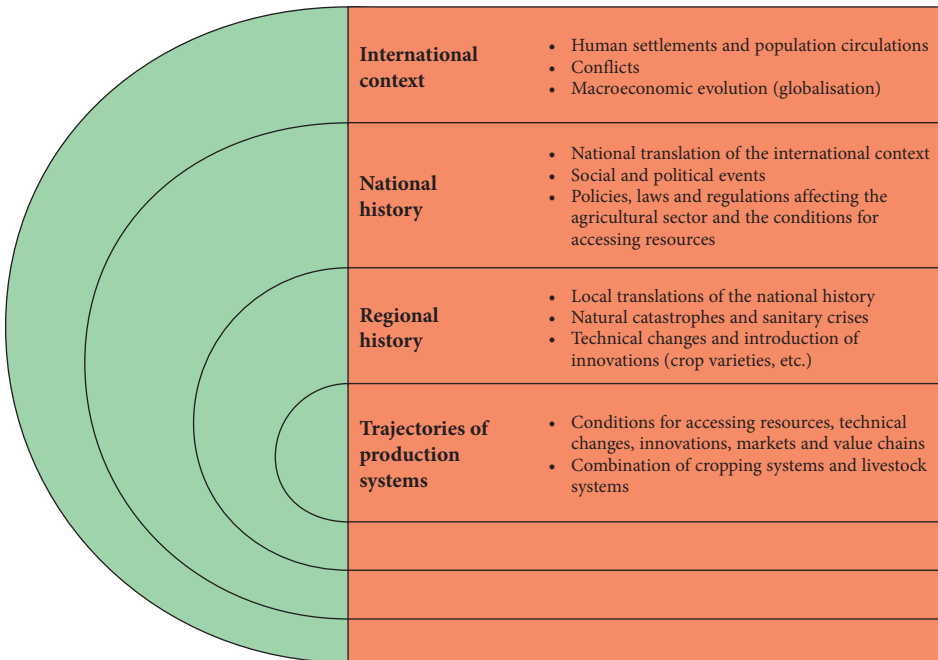 International context
• Human settlements and population circulations
• Conflicts
• Macroeconomic evolution (globalisation)
National history
• National translation of the international context
• Social and political events
• Policies, laws and regulations affecting the
agricultural sector and the conditions for
accessing resources
Regional history
• Local translations of the national history
• Natural catastrophes and sanitary crises
• Technical changes and introduction of
innovations (crop varieties, etc.)
Trajectories of
production
systems
• Conditions for accessing resources, technical
changes, innovations, markets and value chains
• Combination of cropping systems and livestock
systems